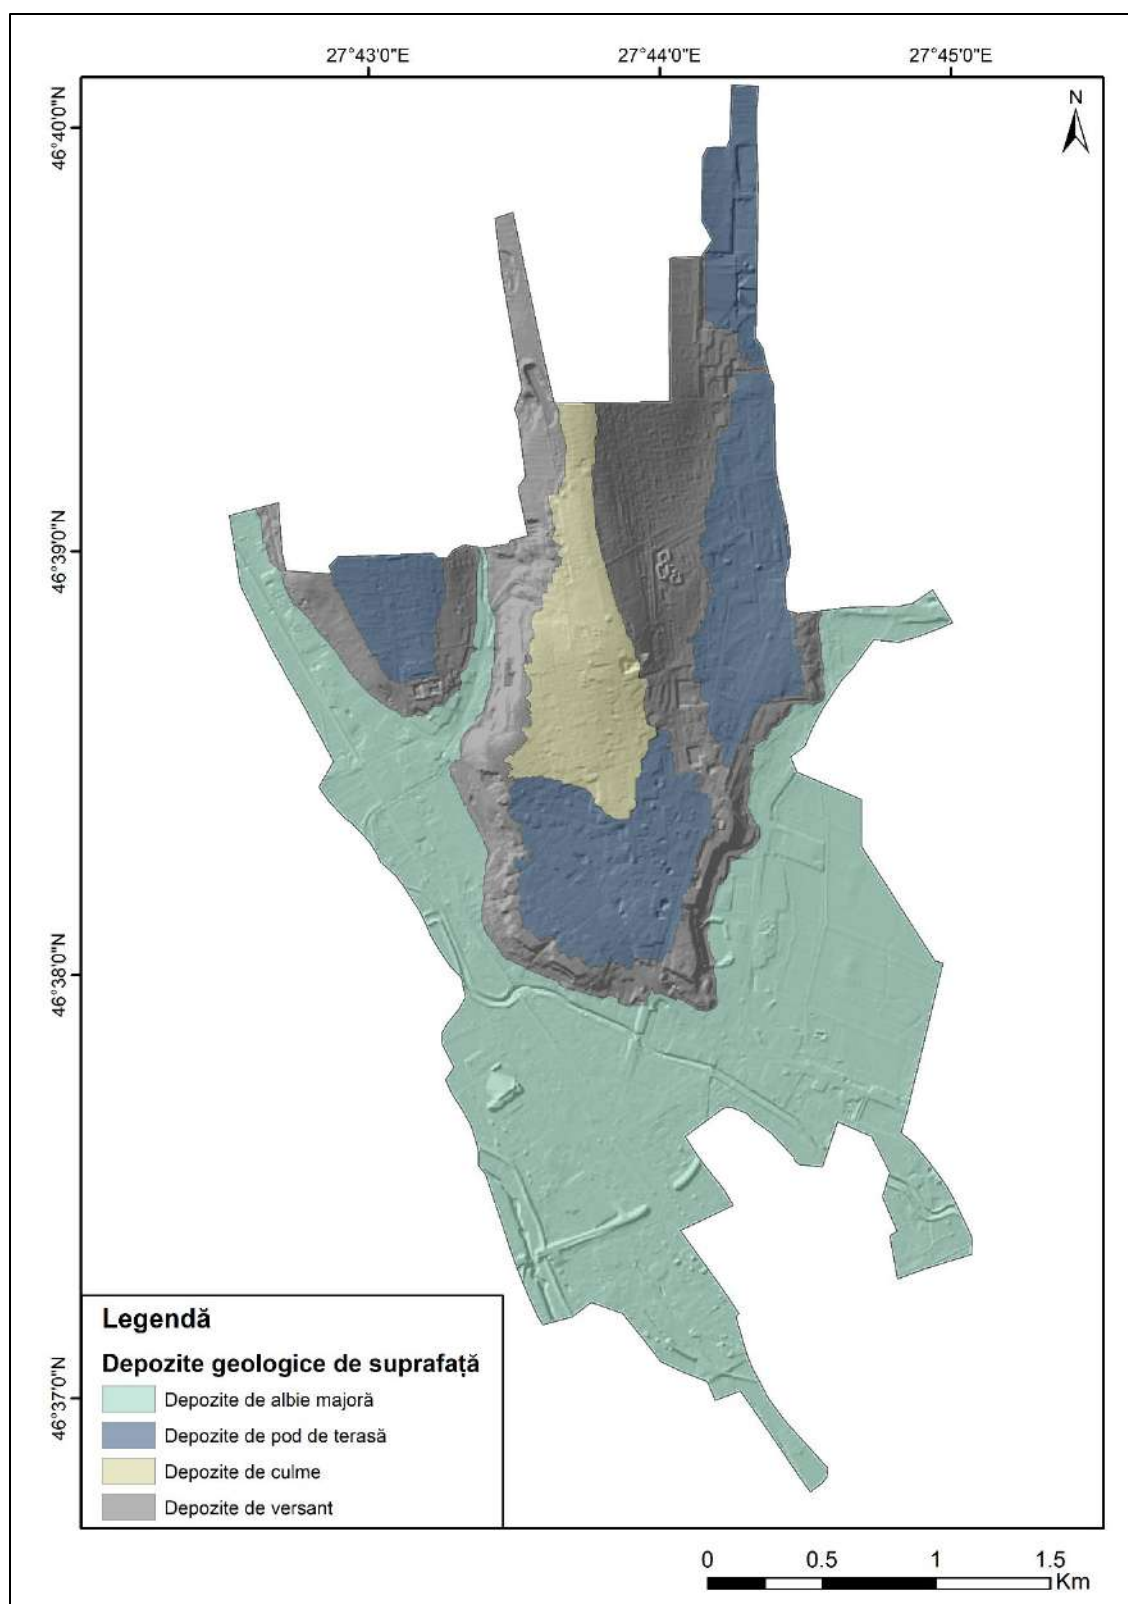 27°43'0"E 27°44'0"E 27°45'0"E
N
46°40'0"N
46°39'0"N
46°38'0"N
46°37'0"N
Legendă
Depozite geologice de suprafață
Depozite de albie majoră
Depozite de pod de terasă
Depozite de culme
Depozite de versant
0 0.5 1 1.5
Km